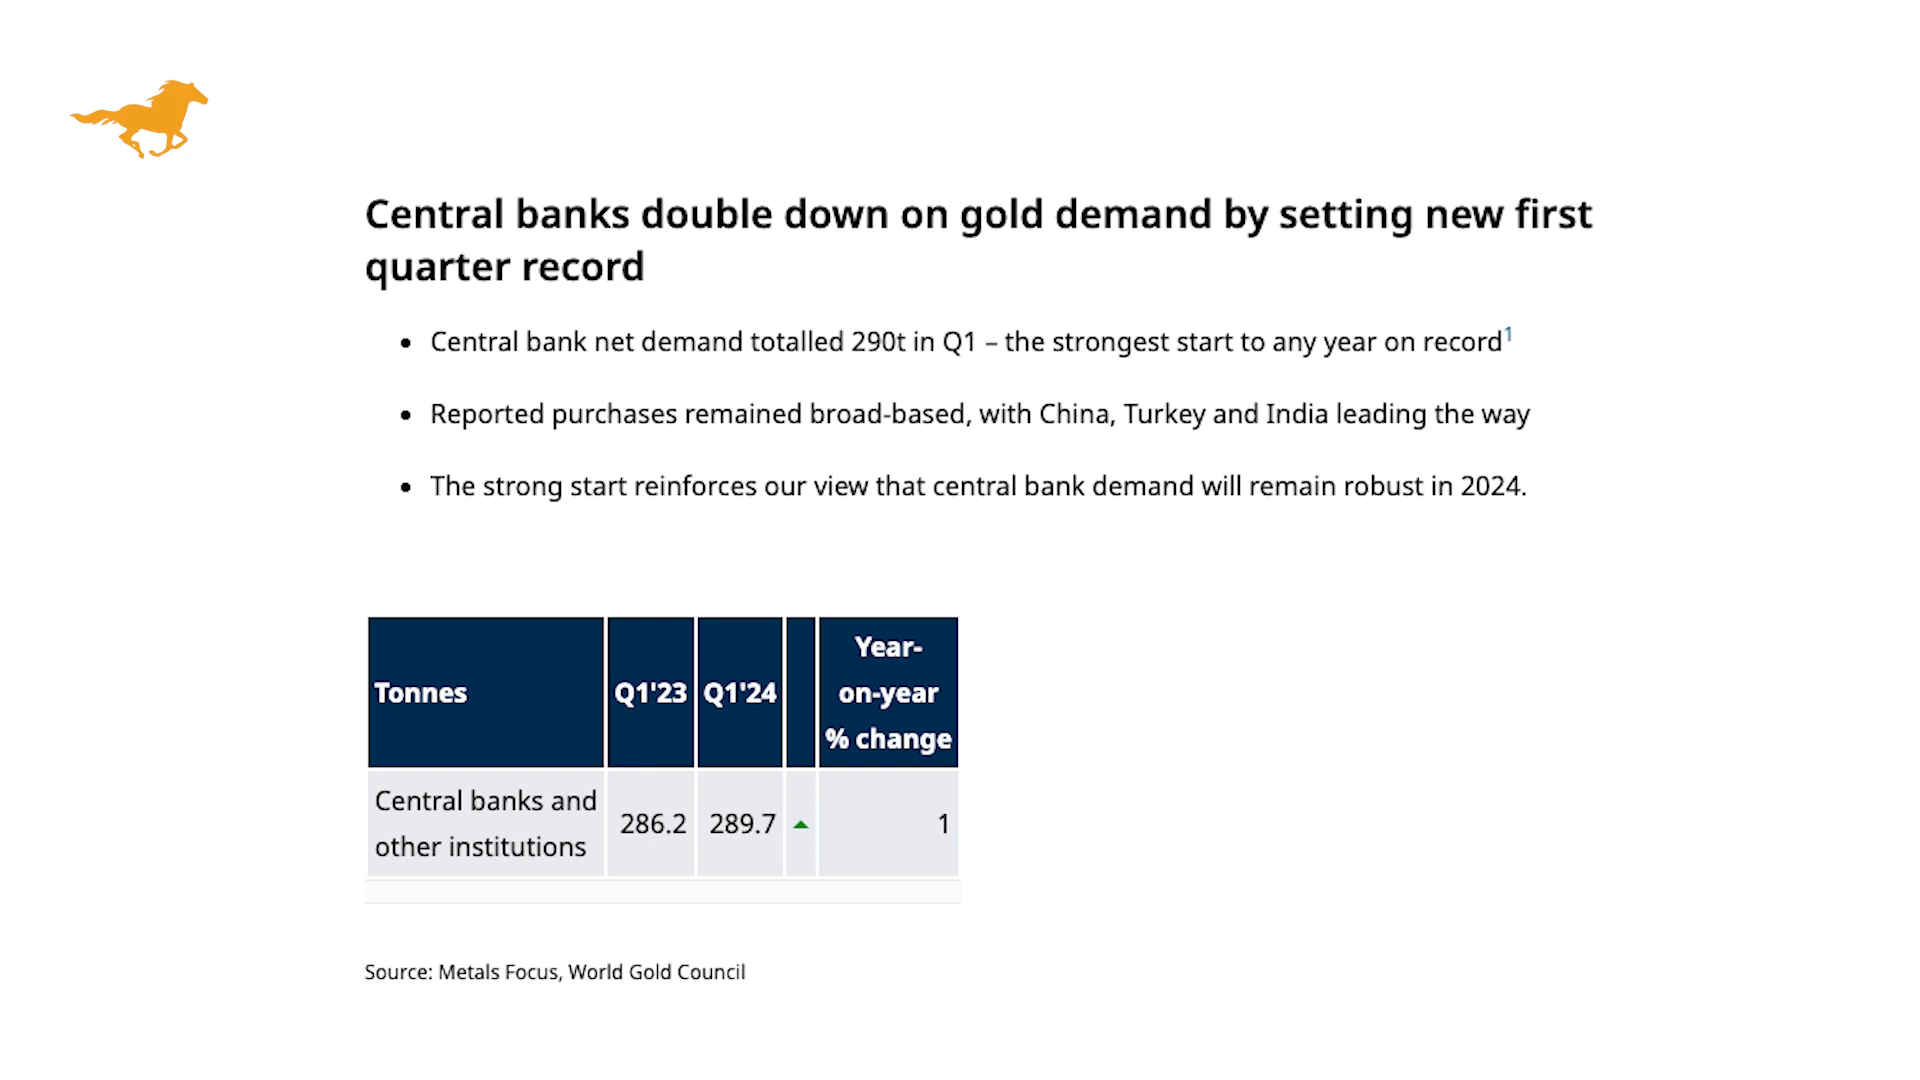 Central banks double down on gold demand by setting new first
quarter record
• Central bank net demand totalled 290t in Q1 – the strongest start to any year on record1
• Reported purchases remained broad-based, with China, Turkey and India leading the way
• The strong start reinforces our view that central bank demand will remain robust in 2024.
Tonnes Q1'23 Q1'24 Year-
on-year
% change
Central banks and
other institutions 286.2 289.7 1
Source: Metals Focus, World Gold Council